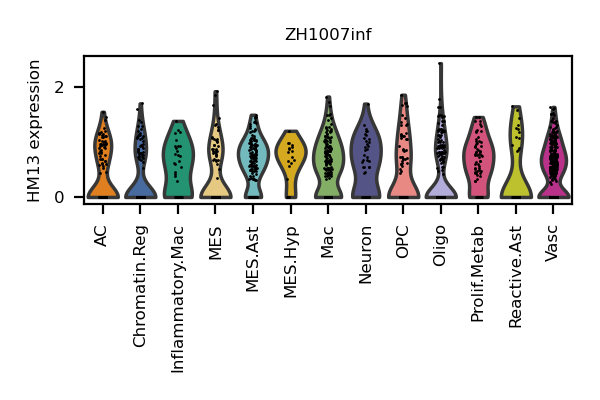 ZH1007inf
HM13 expression
2
0
AC
Chromatin.Reg
Inflammatory.Mac
MES
MES.Ast
MES.Hyp
Mac
Neuron
OPC
Oligo
Prolif.Metab
Reactive.Ast
Vasc